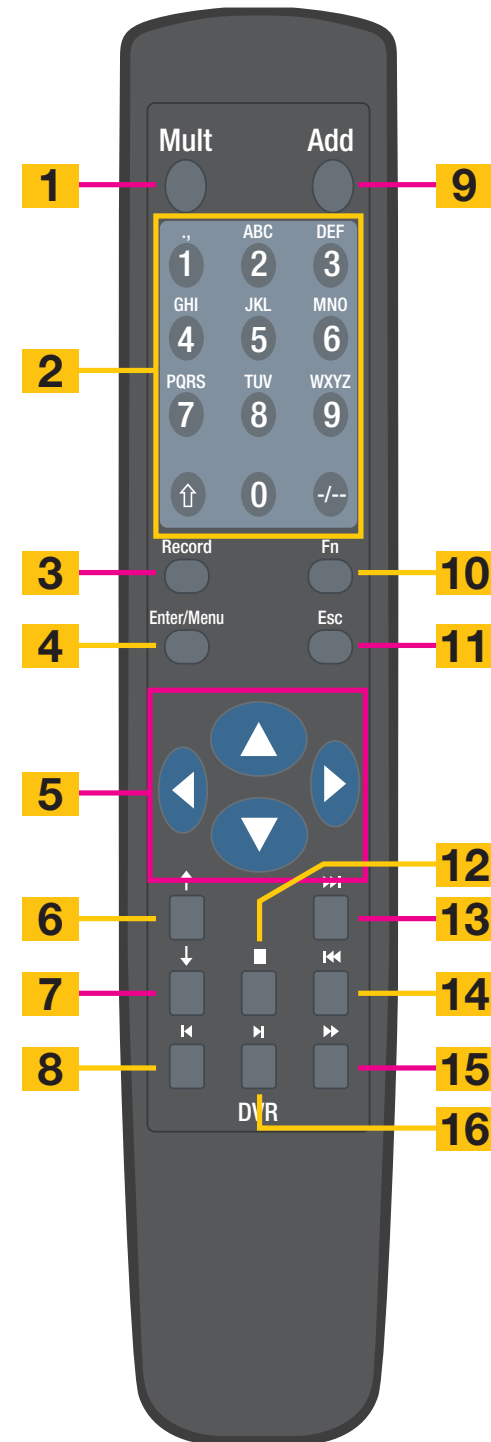 Mult Add
1 9
., ABC DEF
1 2 3
GHI JKL MNO
4 5 6
2
PQRS TUV WXYZ
7 8 9
⇧ 0 -/--
Record Fn
3 10
Enter/Menu Esc
4 11
5
12
6 13
7 14
8 15
DVR
16